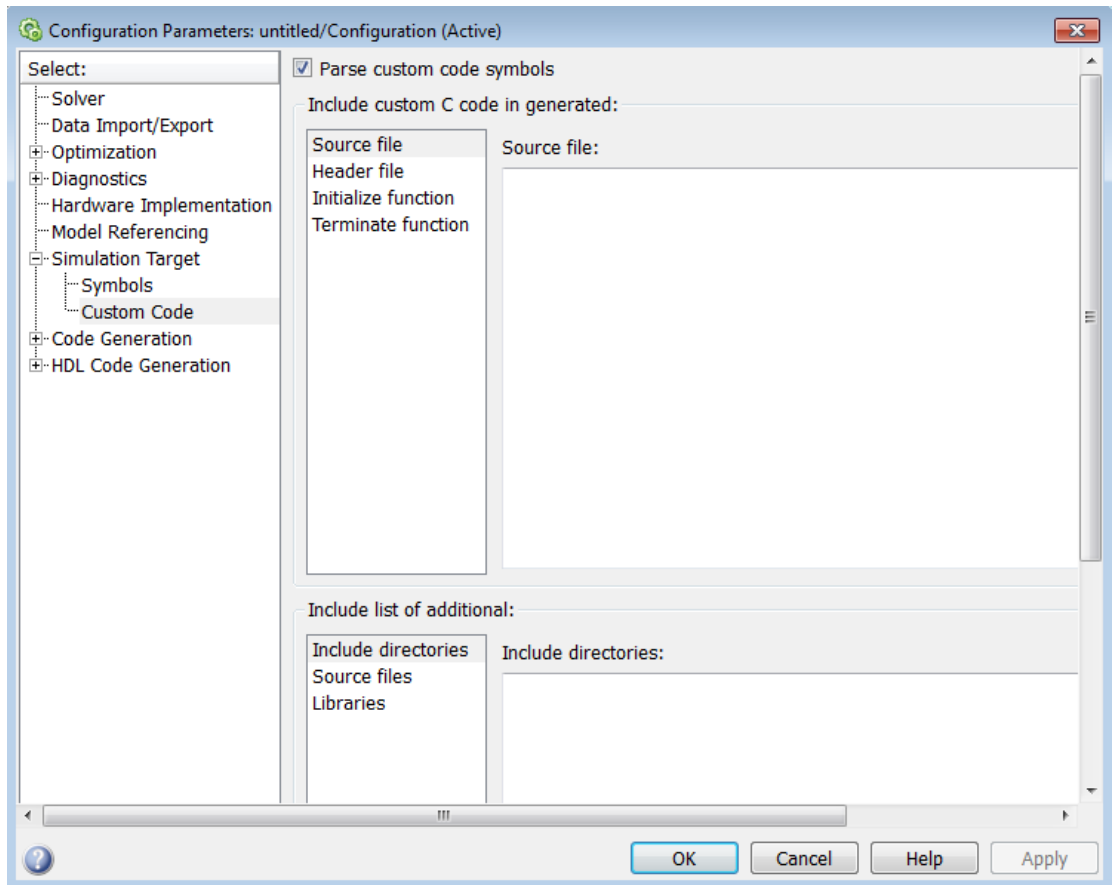 Configuration Parameters: untitled/Configuration (Active)
Select:
Solver
Data Import/Export
Optimization
Diagnostics
Hardware Implementation
Model Referencing
Simulation Target
Symbols
Custom Code
Code Generation
HDL Code Generation
Parse custom code symbols
Include custom C code in generated:
Source file
Header file
Initialize function
Terminate function
Source file:
Include list of additional:
Include directories
Source files
Libraries
Include directories:
OK
Cancel
Help
Apply